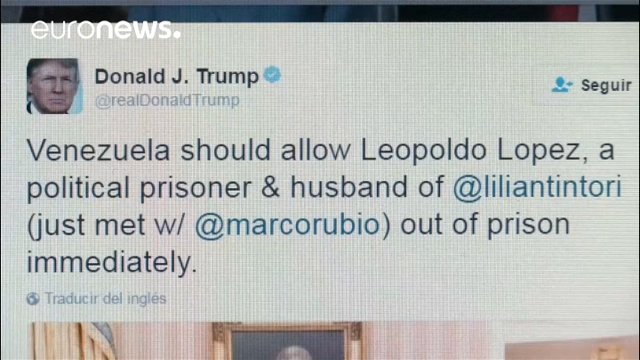 euronews.
Donald J. Trump
@realDonaldTrump
Seguir
Venezuela should allow Leopoldo Lopez, a
political prisoner & husband of @liliantintori
(just met w/ @marcorubio) out of prison
immediately.
Traducir del inglés